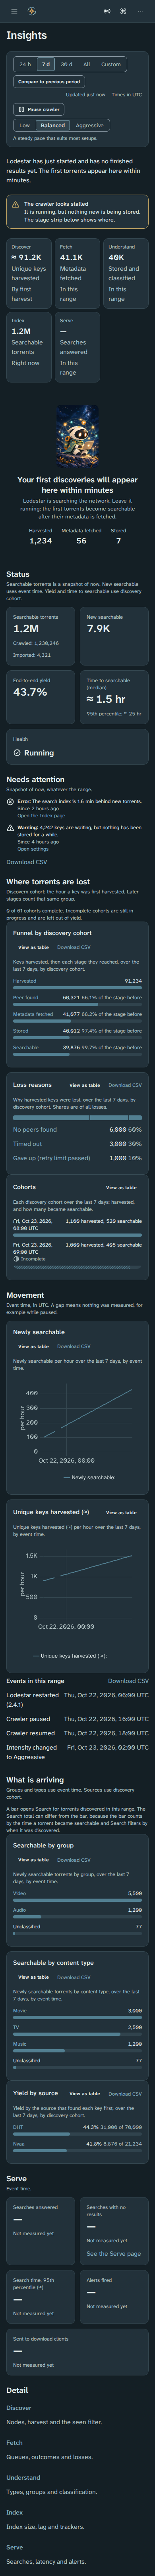 Insights
24 h 7 d 30 d All Custom
Compare to previous period
Updated just now Times in UTC
Pause crawler
Low Balanced Aggressive
A steady pace that suits most setups.
Lodestar has just started and has no finished
results yet. The first torrents appear here within
minutes.
The crawler looks stalled
It is running, but nothing new is being stored.
The stage strip below shows where.
Discover
≈ 91.2K
Unique keys
harvested
By first
harvest
Fetch
41.1K
Metadata
fetched
In this
range
Understand
40K
Stored and
classified
In this
range
Index
1.2M
Searchable
torrents
Right now
Serve
—
Searches
answered
In this
range
Your first discoveries will appear
here within minutes
Lodestar is searching the network. Leave it
running: the first torrents become searchable
after their metadata is fetched.
Harvested Metadata fetched Stored
1,234 56 7
Status
Searchable torrents is a snapshot of now. New searchable
uses event time. Yield and time to searchable use discovery
cohort.
Searchable torrents
1.2M
Crawled: 1,230,246
Imported: 4,321
New searchable
7.9K
End-to-end yield
43.7%
Time to searchable
(median)
≈ 1.5 hr
95th percentile: ≈ 25 hr
Health
Running
Needs attention
Snapshot of now, whatever the range.
Error: The search index is 1.6 min behind new torrents.
Since 2 hours ago
Open the Index page
Warning: 4,242 keys are waiting, but nothing has been
stored for a while.
Since 4 hours ago
Open settings
Download CSV
Where torrents are lost
Discovery cohort: the hour a key was first harvested. Later
stages count that same group.
0 of 61 cohorts complete. Incomplete cohorts are still in
progress and are left out of yield.
Funnel by discovery cohort
View as table Download CSV
Keys harvested, then each stage they reached, over the
last 7 days, by discovery cohort.
Harvested 91,234
Peer found 60,321 66.1% of the stage before
Metadata fetched 41,077 68.2% of the stage before
Stored 40,012 97.4% of the stage before
Searchable 39,876 99.7% of the stage before
Loss reasons View as table Download CSV
Why harvested keys were lost, over the last 7 days, by
discovery cohort. Shares are of all losses.
No peers found 6,000 60%
Timed out 3,000 30%
Gave up (retry limit passed) 1,000 10%
Cohorts View as table
Each discovery cohort over the last 7 days: harvested,
and how many became searchable.
Fri, Oct 23, 2026, 1,100 harvested, 520 searchable
08:00 UTC
Fri, Oct 23, 2026, 1,000 harvested, 405 searchable
09:00 UTC
Incomplete
Movement
Event time, in UTC. A gap means nothing was measured, for
example while paused.
Newly searchable
View as table Download CSV
Newly searchable per hour over the last 7 days, by event
time.
per hour
400
300
200
100
0
Oct 22, 2026, 00:00
Newly searchable:
Unique keys harvested (≈) View as table
Unique keys harvested (≈) per hour over the last 7 days,
by event time.
per hour
1.5K
1K
500
0
Oct 22, 2026, 00:00
Unique keys harvested (≈):
Events in this range Download CSV
Lodestar restarted Thu, Oct 22, 2026, 06:00 UTC
(2.4.1)
Crawler paused Thu, Oct 22, 2026, 16:00 UTC
Crawler resumed Thu, Oct 22, 2026, 18:00 UTC
Intensity changed Fri, Oct 23, 2026, 02:00 UTC
to Aggressive
What is arriving
Groups and types use event time. Sources use discovery
cohort.
A bar opens Search for torrents discovered in this range. The
Search total can differ from the bar, because the bar counts
by the time a torrent became searchable and Search filters by
when it was discovered.
Searchable by group
View as table Download CSV
Newly searchable torrents by group, over the last 7
days, by event time.
Video 5,500
Audio 1,200
Unclassified 77
Searchable by content type
View as table Download CSV
Newly searchable torrents by content type, over the last
7 days, by event time.
Movie 3,000
TV 2,500
Music 1,200
Unclassified 77
Yield by source View as table Download CSV
Yield by the source that found each key first, over the
last 7 days, by discovery cohort.
DHT 44.3% 31,000 of 70,000
Nyaa 41.8% 8,876 of 21,234
Serve
Event time.
Searches answered
—
Not measured yet
Searches with no
results
—
Not measured yet
See the Serve page
Search time, 95th
percentile (≈)
—
Not measured yet
Alerts fired
—
Not measured yet
Sent to download clients
—
Not measured yet
Detail
Discover
Nodes, harvest and the seen filter.
Fetch
Queues, outcomes and losses.
Understand
Types, groups and classification.
Index
Index size, lag and trackers.
Serve
Searches, latency and alerts.